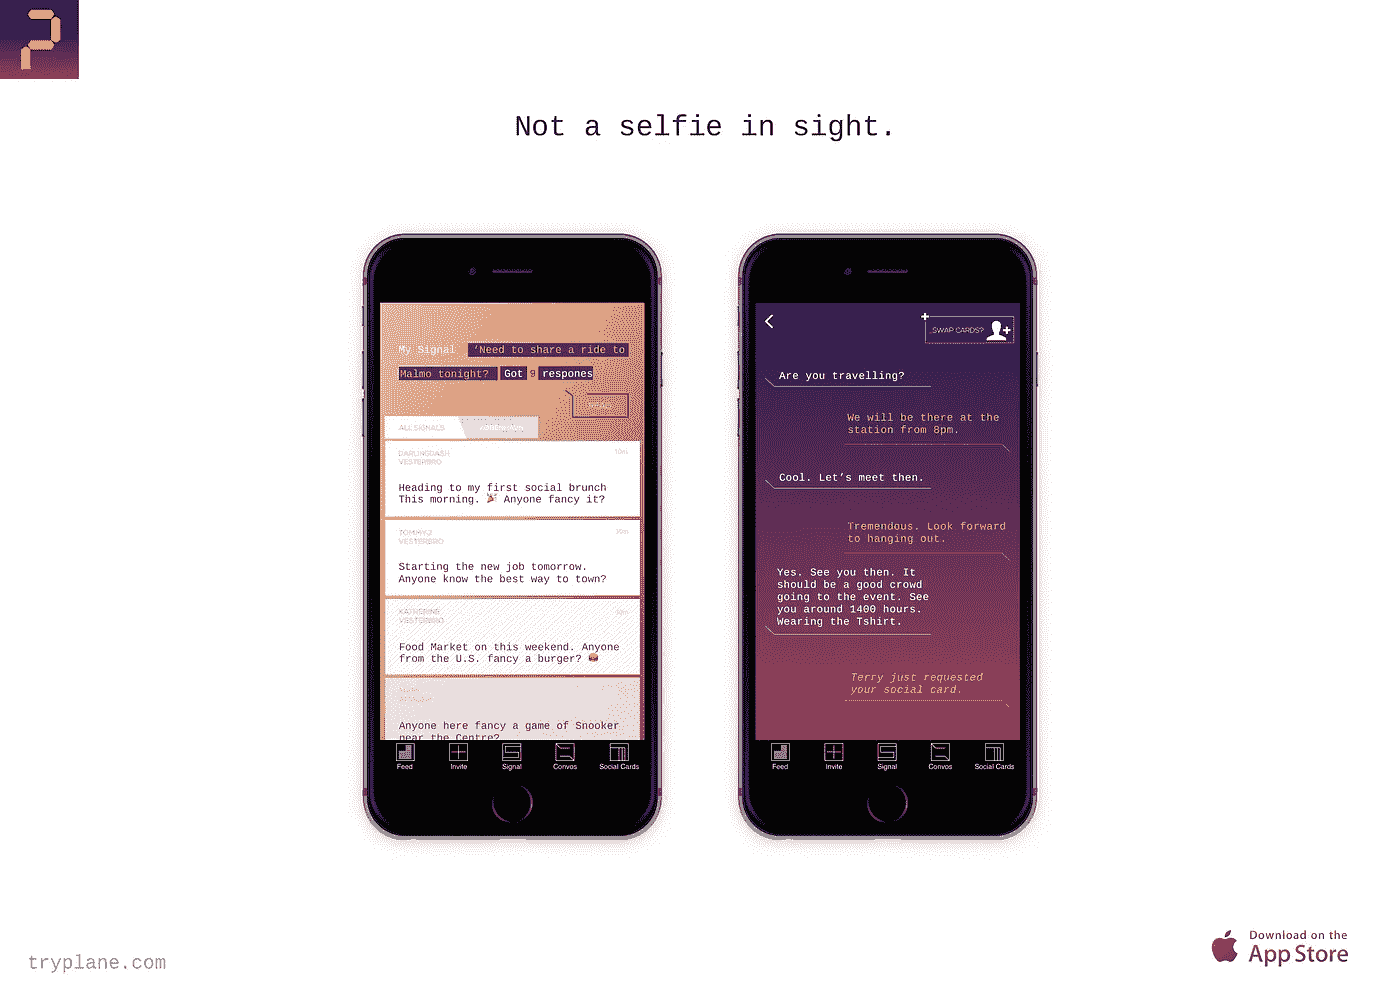 Not a selfie in sight.
My Signal 'Need to share a ride to
Malmo tonight? Got 9 respones
ALL SIGNALS
DARLINGDASH
VESTERBRO
10m
Heading to my first social brunch
This morning. 🎉 Anyone fancy it?
TOMMYJ
VESTERBRO
Starting the new job tomorrow.
Anyone know the best way to town?
KATHERINE
VESTERBRO
Food Market on this weekend. Anyone
from the U.S. fancy a burger? 🍔
Anyone here fancy a game of Snooker
near the Centre?
Feed Invite Signal Convos Social Cards
SWAP CARDS?
Are you travelling?
We will be there at the
station from 8pm.
Cool. Let's meet then.
Tremendous. Look forward
to hanging out.
Yes. See you then. It
should be a good crowd
going to the event. See
you around 1400 hours.
Wearing the Tshirt.
Terry just requested
your social card.
Feed Invite Signal Convos Social Cards
tryplane.com
Download on the
App Store